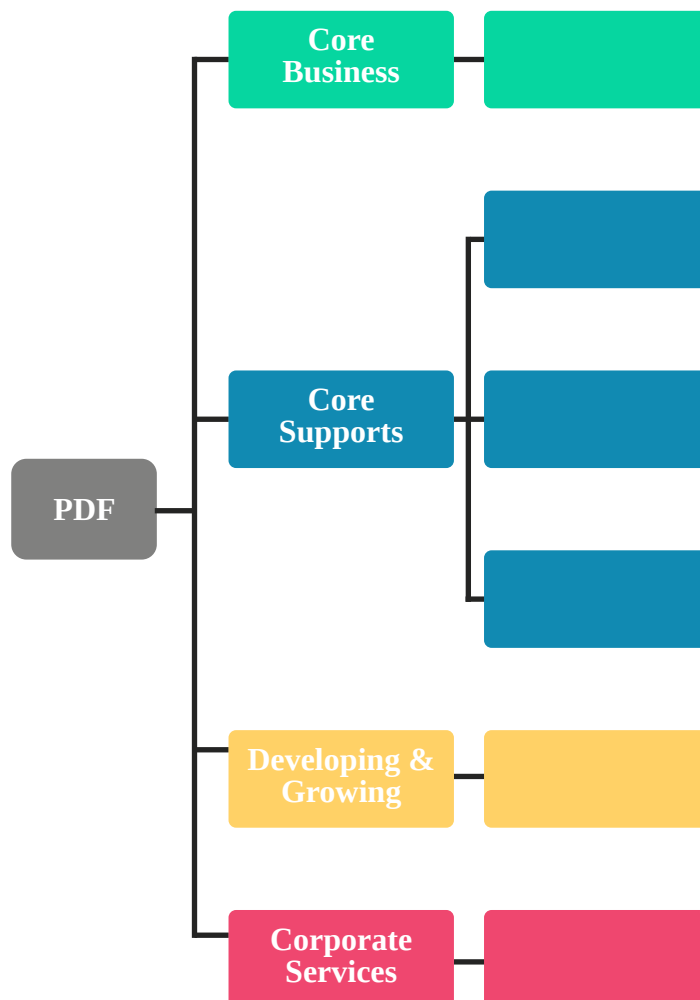 Core
Business
Core
Supports
PDF
Developing &
Growing
Corporate
Services